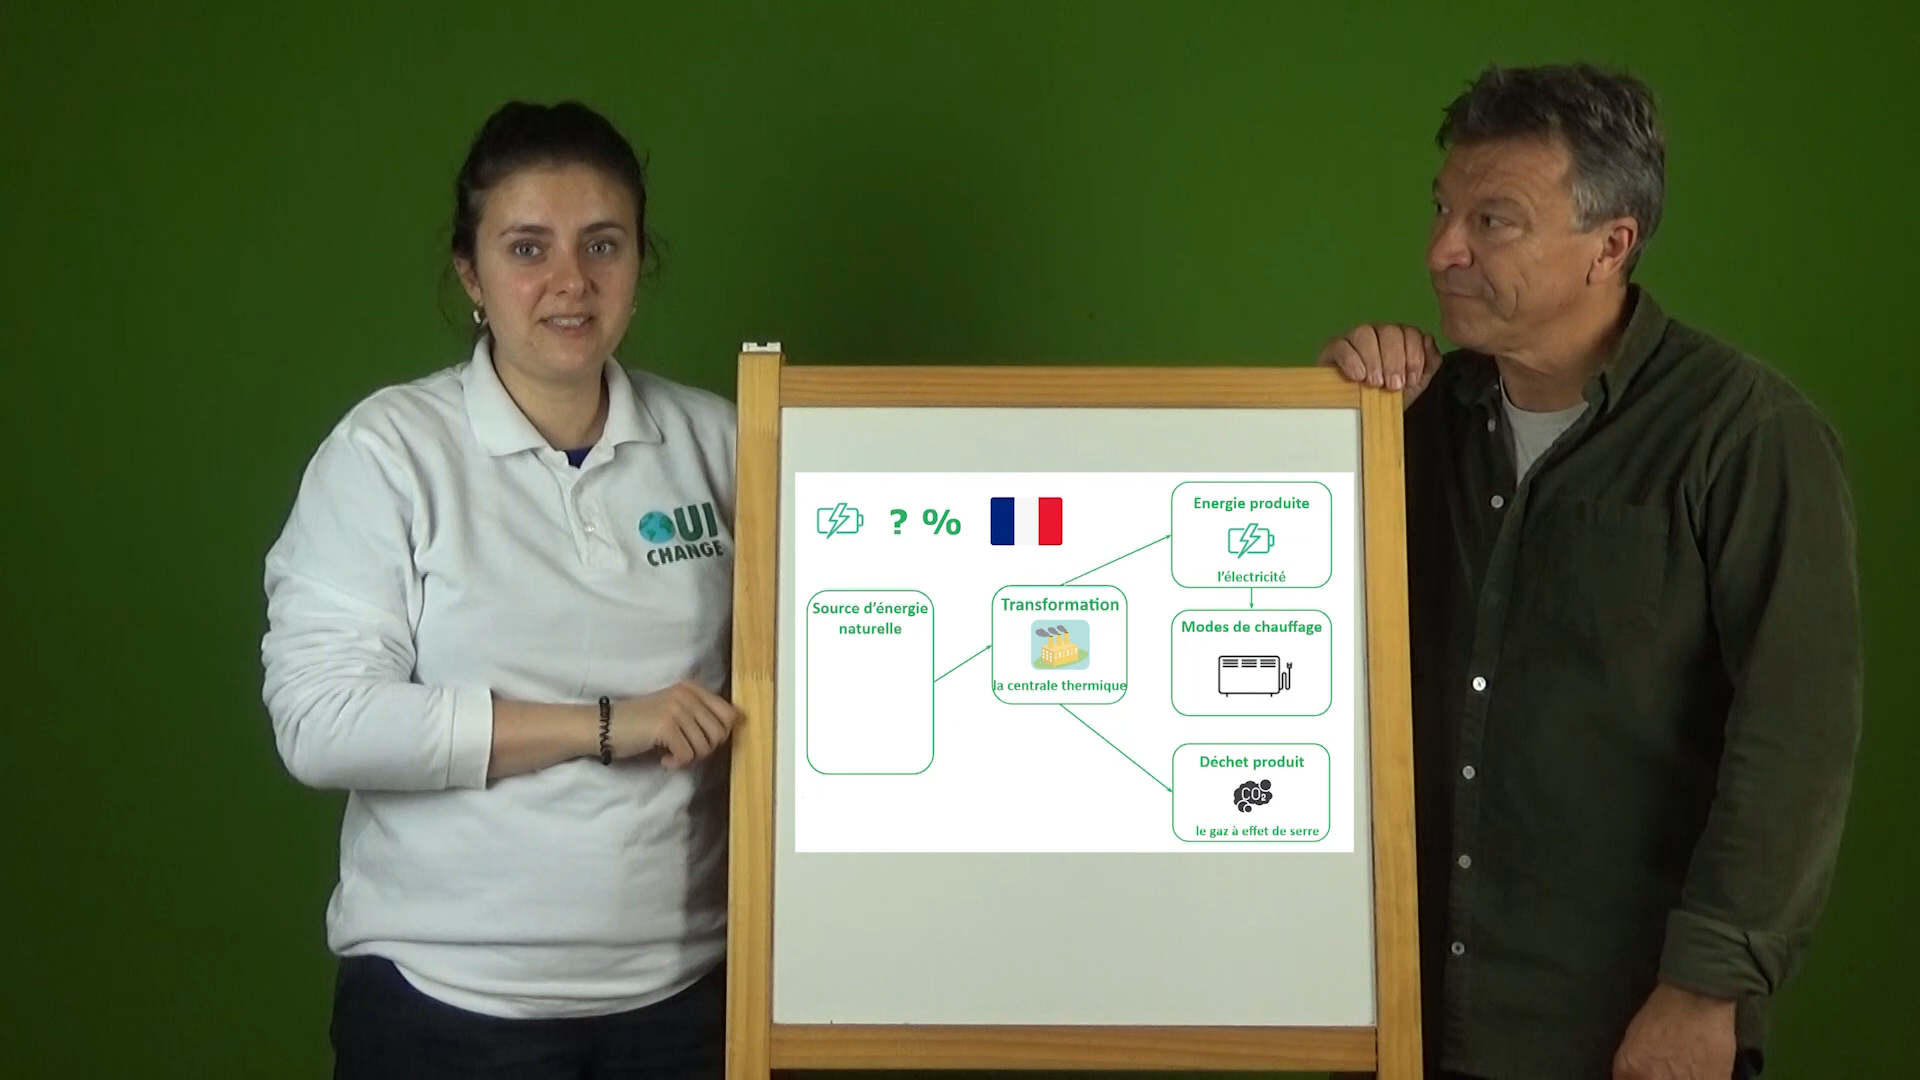 OUI
CHANGE
? %
Source d'énergie
naturelle
Transformation
la centrale thermique
Energie produite
l'électricité
Modes de chauffage
Déchet produit
CO2
le gaz à effet de serre